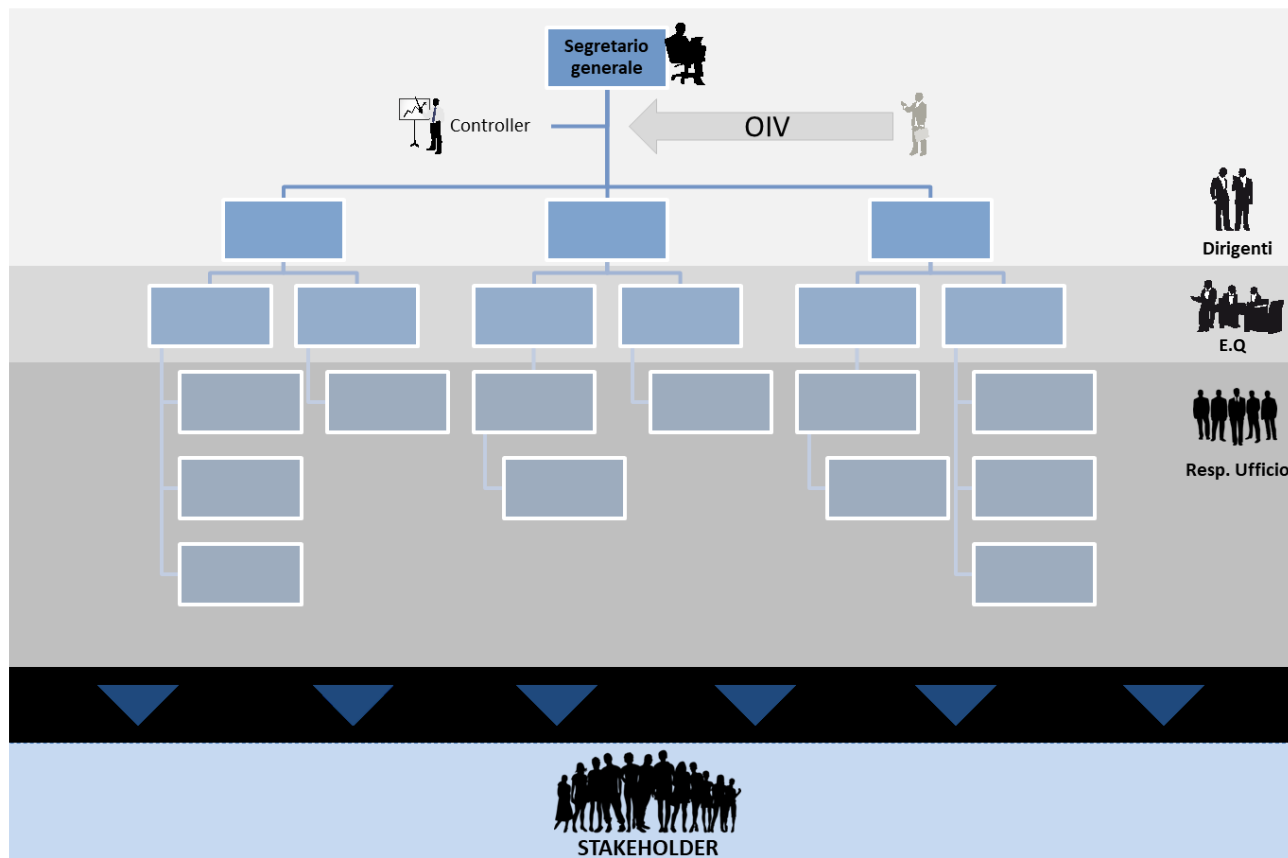 Segretario
generale
Controller
OIV
Dirigenti
E.Q
Resp. Ufficio
STAKEHOLDER